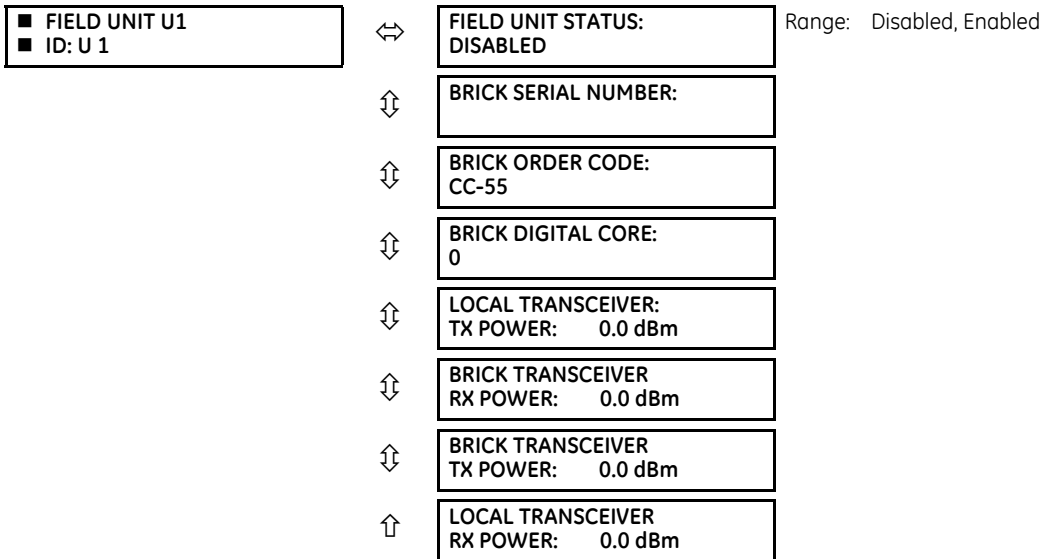 ■ FIELD UNIT U1
■ ID: U 1
FIELD UNIT STATUS:
DISABLED
Range: Disabled, Enabled
BRICK SERIAL NUMBER:
BRICK ORDER CODE:
CC-55
BRICK DIGITAL CORE:
0
LOCAL TRANSCEIVER:
TX POWER: 0.0 dBm
BRICK TRANSCEIVER
RX POWER: 0.0 dBm
BRICK TRANSCEIVER
TX POWER: 0.0 dBm
LOCAL TRANSCEIVER
RX POWER: 0.0 dBm